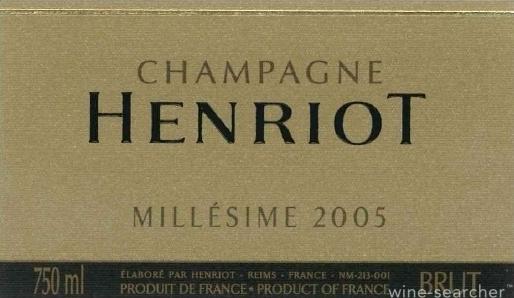 CHAMPAGNE
HENRIOT
MILLÉSIME 2005
750 ml
ÉLABORÉ PAR HENRIOT - REIMS - FRANCE - NM-213-001
PRODUIT DE FRANCE • PRODUCT OF FRANCE
BRUT
wine-searcher